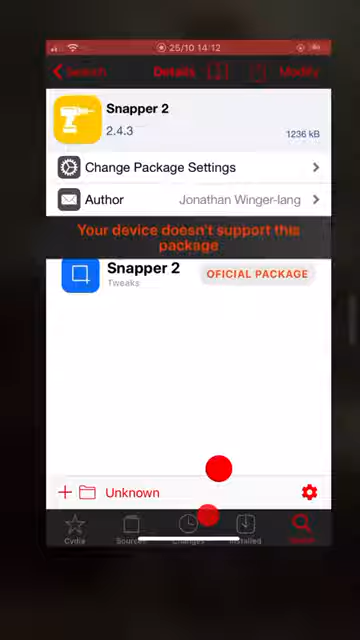 25/10 14:12
Search Details Modify
Snapper 2
2.4.3
1236 kB
Change Package Settings
Author Jonathan Winger-lang
Your device doesn't support this
package
Snapper 2
OFICIAL PACKAGE
Tweaks
Unknown
Cydia Sources Changes Installed Search